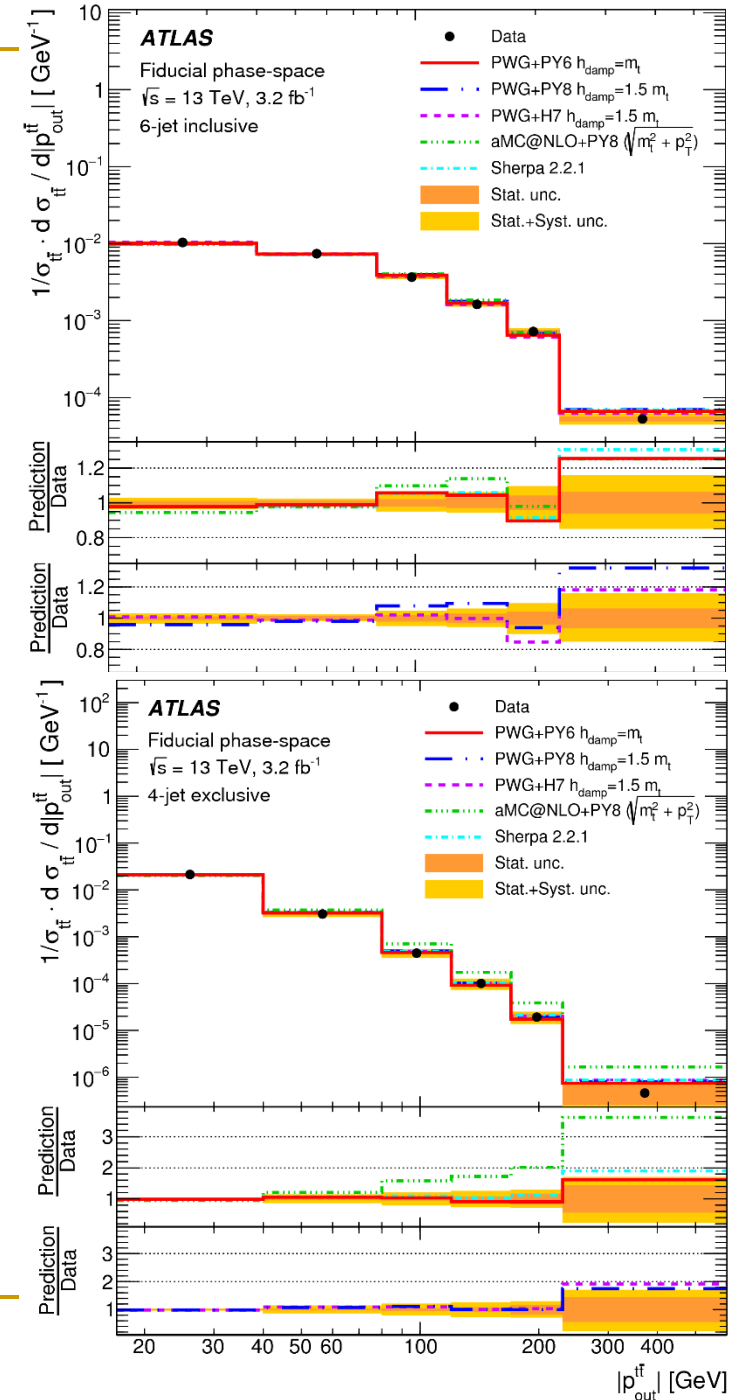 1/σ_tt̄ · d σ_tt̄ / d|p_out^tt̄| [ GeV⁻¹ ]
10
1
10⁻¹
10⁻²
10⁻³
10⁻⁴
ATLAS
Fiducial phase-space
√s = 13 TeV, 3.2 fb⁻¹
6-jet inclusive
Data
PWG+PY6 h_damp=m_t
PWG+PY8 h_damp=1.5 m_t
PWG+H7 h_damp=1.5 m_t
aMC@NLO+PY8 (√m_t²+p_T²)
Sherpa 2.2.1
Stat. unc.
Stat.+Syst. unc.
Prediction
Data
1.2
1
0.8
Prediction
Data
1.2
1
0.8
1/σ_tt̄ · d σ_tt̄ / d|p_out^tt̄| [ GeV⁻¹ ]
10²
10
1
10⁻¹
10⁻²
10⁻³
10⁻⁴
10⁻⁵
10⁻⁶
ATLAS
Fiducial phase-space
√s = 13 TeV, 3.2 fb⁻¹
4-jet exclusive
Data
PWG+PY6 h_damp=m_t
PWG+PY8 h_damp=1.5 m_t
PWG+H7 h_damp=1.5 m_t
aMC@NLO+PY8 (√m_t²+p_T²)
Sherpa 2.2.1
Stat. unc.
Stat.+Syst. unc.
Prediction
Data
3
2
1
Prediction
Data
3
2
1
20 30 40 50 60 100 200 300 400
|p_out^tt̄| [GeV]